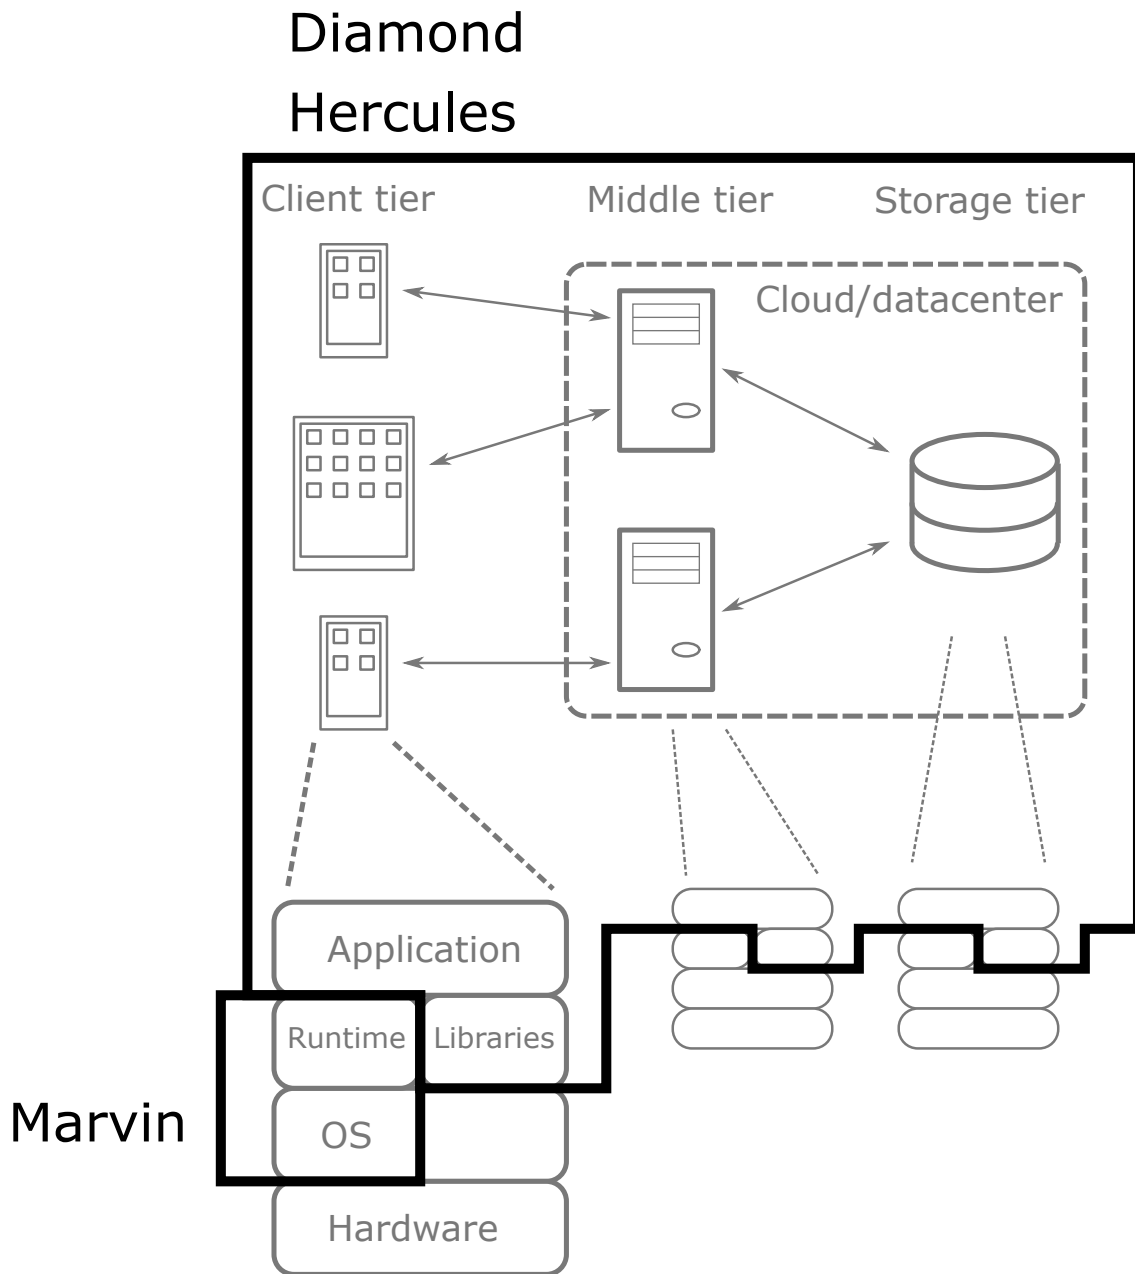 Diamond
Hercules
Client tier
Middle tier
Storage tier
Cloud/datacenter
Application
Runtime
Libraries
Marvin
OS
Hardware